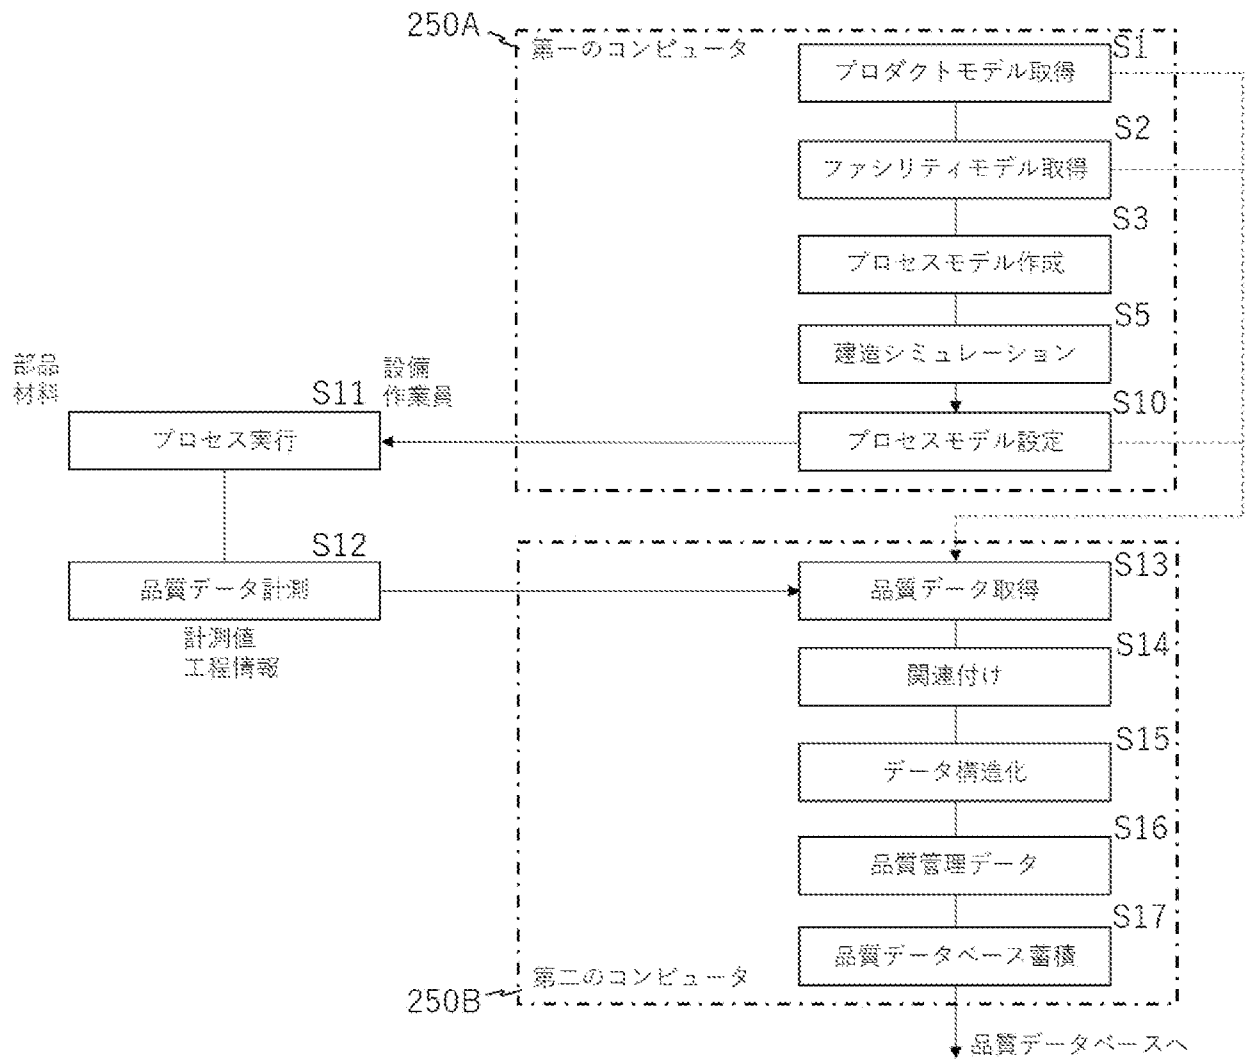 250A
第一のコンピュータ
S1
プロダクトモデル取得
S2
ファシリティモデル取得
S3
プロセスモデル作成
S5
建造シミュレーション
S10
プロセスモデル設定
部品
材料
S11
設備
作業員
プロセス実行
S12
品質データ計測
計測値
工程情報
S13
品質データ取得
S14
関連付け
S15
データ構造化
S16
品質管理データ
S17
品質データベース蓄積
第二のコンピュータ
250B
品質データベースへ